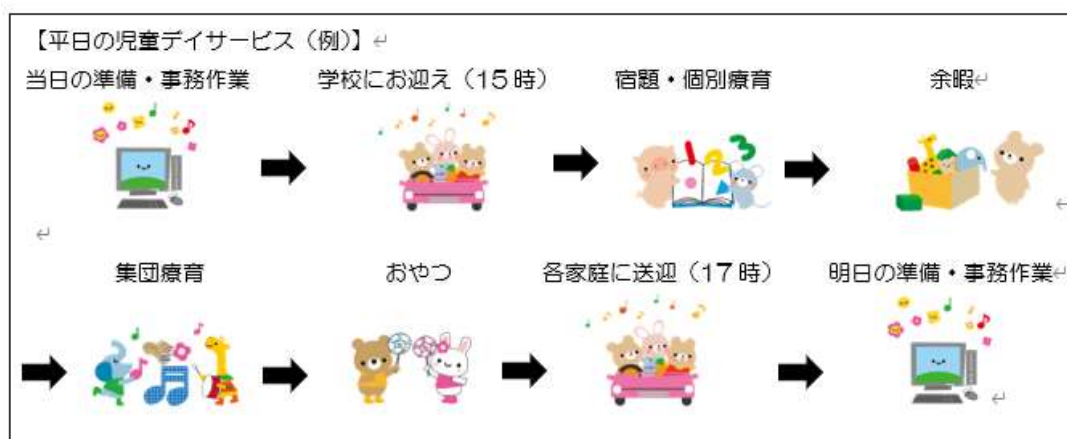 【平日の児童デイサービス(例)】
当日の準備・事務作業 学校にお迎え(15時) 宿題・個別療育 余暇
集団療育 おやつ 各家庭に送迎(17時) 明日の準備・事務作業